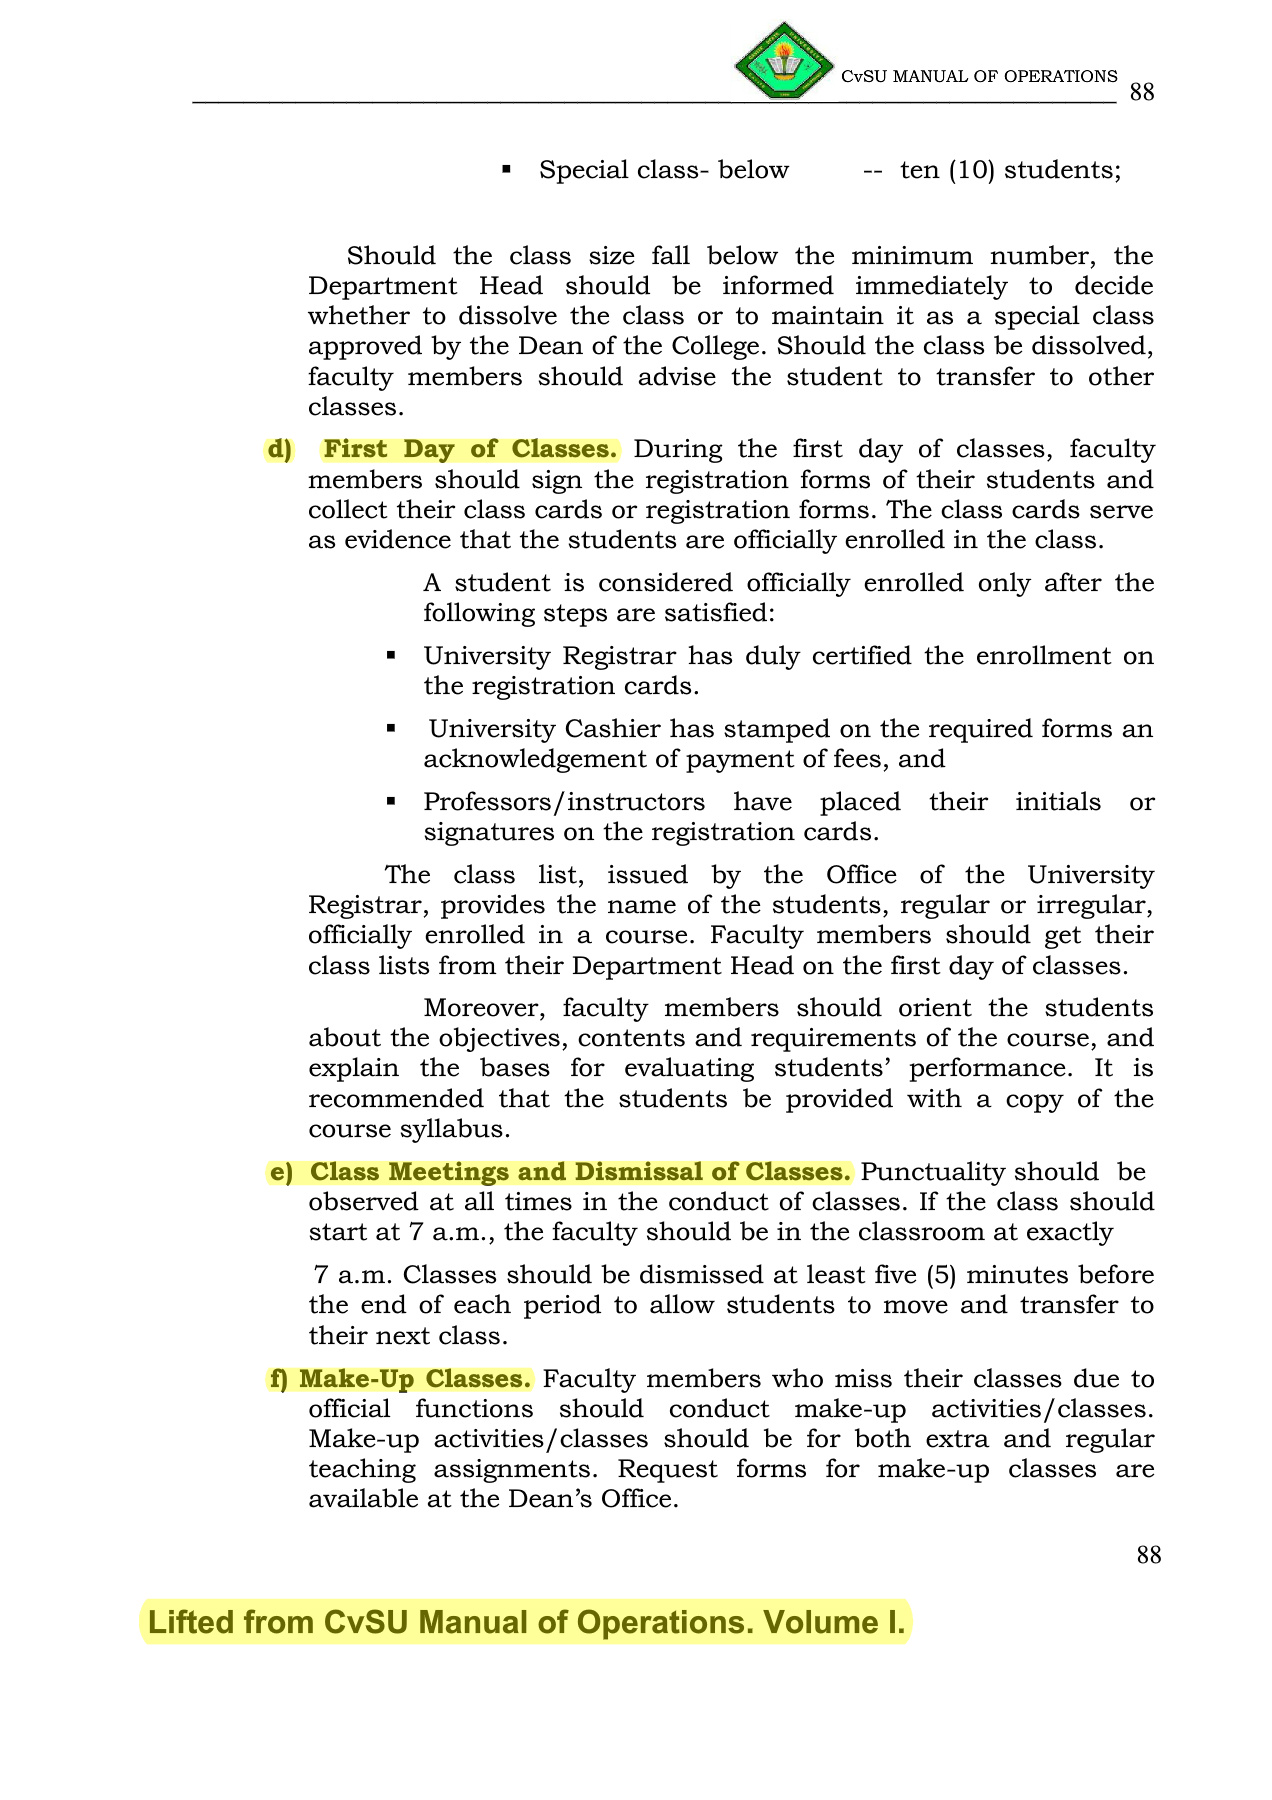 CvSU MANUAL OF OPERATIONS 88
▪ Special class- below -- ten (10) students;
Should the class size fall below the minimum number, the
Department Head should be informed immediately to decide
whether to dissolve the class or to maintain it as a special class
approved by the Dean of the College. Should the class be dissolved,
faculty members should advise the student to transfer to other
classes.
d) First Day of Classes. During the first day of classes, faculty
members should sign the registration forms of their students and
collect their class cards or registration forms. The class cards serve
as evidence that the students are officially enrolled in the class.
A student is considered officially enrolled only after the
following steps are satisfied:
▪ University Registrar has duly certified the enrollment on
the registration cards.
▪ University Cashier has stamped on the required forms an
acknowledgement of payment of fees, and
▪ Professors/instructors have placed their initials or
signatures on the registration cards.
The class list, issued by the Office of the University
Registrar, provides the name of the students, regular or irregular,
officially enrolled in a course. Faculty members should get their
class lists from their Department Head on the first day of classes.
Moreover, faculty members should orient the students
about the objectives, contents and requirements of the course, and
explain the bases for evaluating students’ performance. It is
recommended that the students be provided with a copy of the
course syllabus.
e) Class Meetings and Dismissal of Classes. Punctuality should be
observed at all times in the conduct of classes. If the class should
start at 7 a.m., the faculty should be in the classroom at exactly
7 a.m. Classes should be dismissed at least five (5) minutes before
the end of each period to allow students to move and transfer to
their next class.
f) Make-Up Classes. Faculty members who miss their classes due to
official functions should conduct make-up activities/classes.
Make-up activities/classes should be for both extra and regular
teaching assignments. Request forms for make-up classes are
available at the Dean’s Office.
88
Lifted from CvSU Manual of Operations. Volume I.